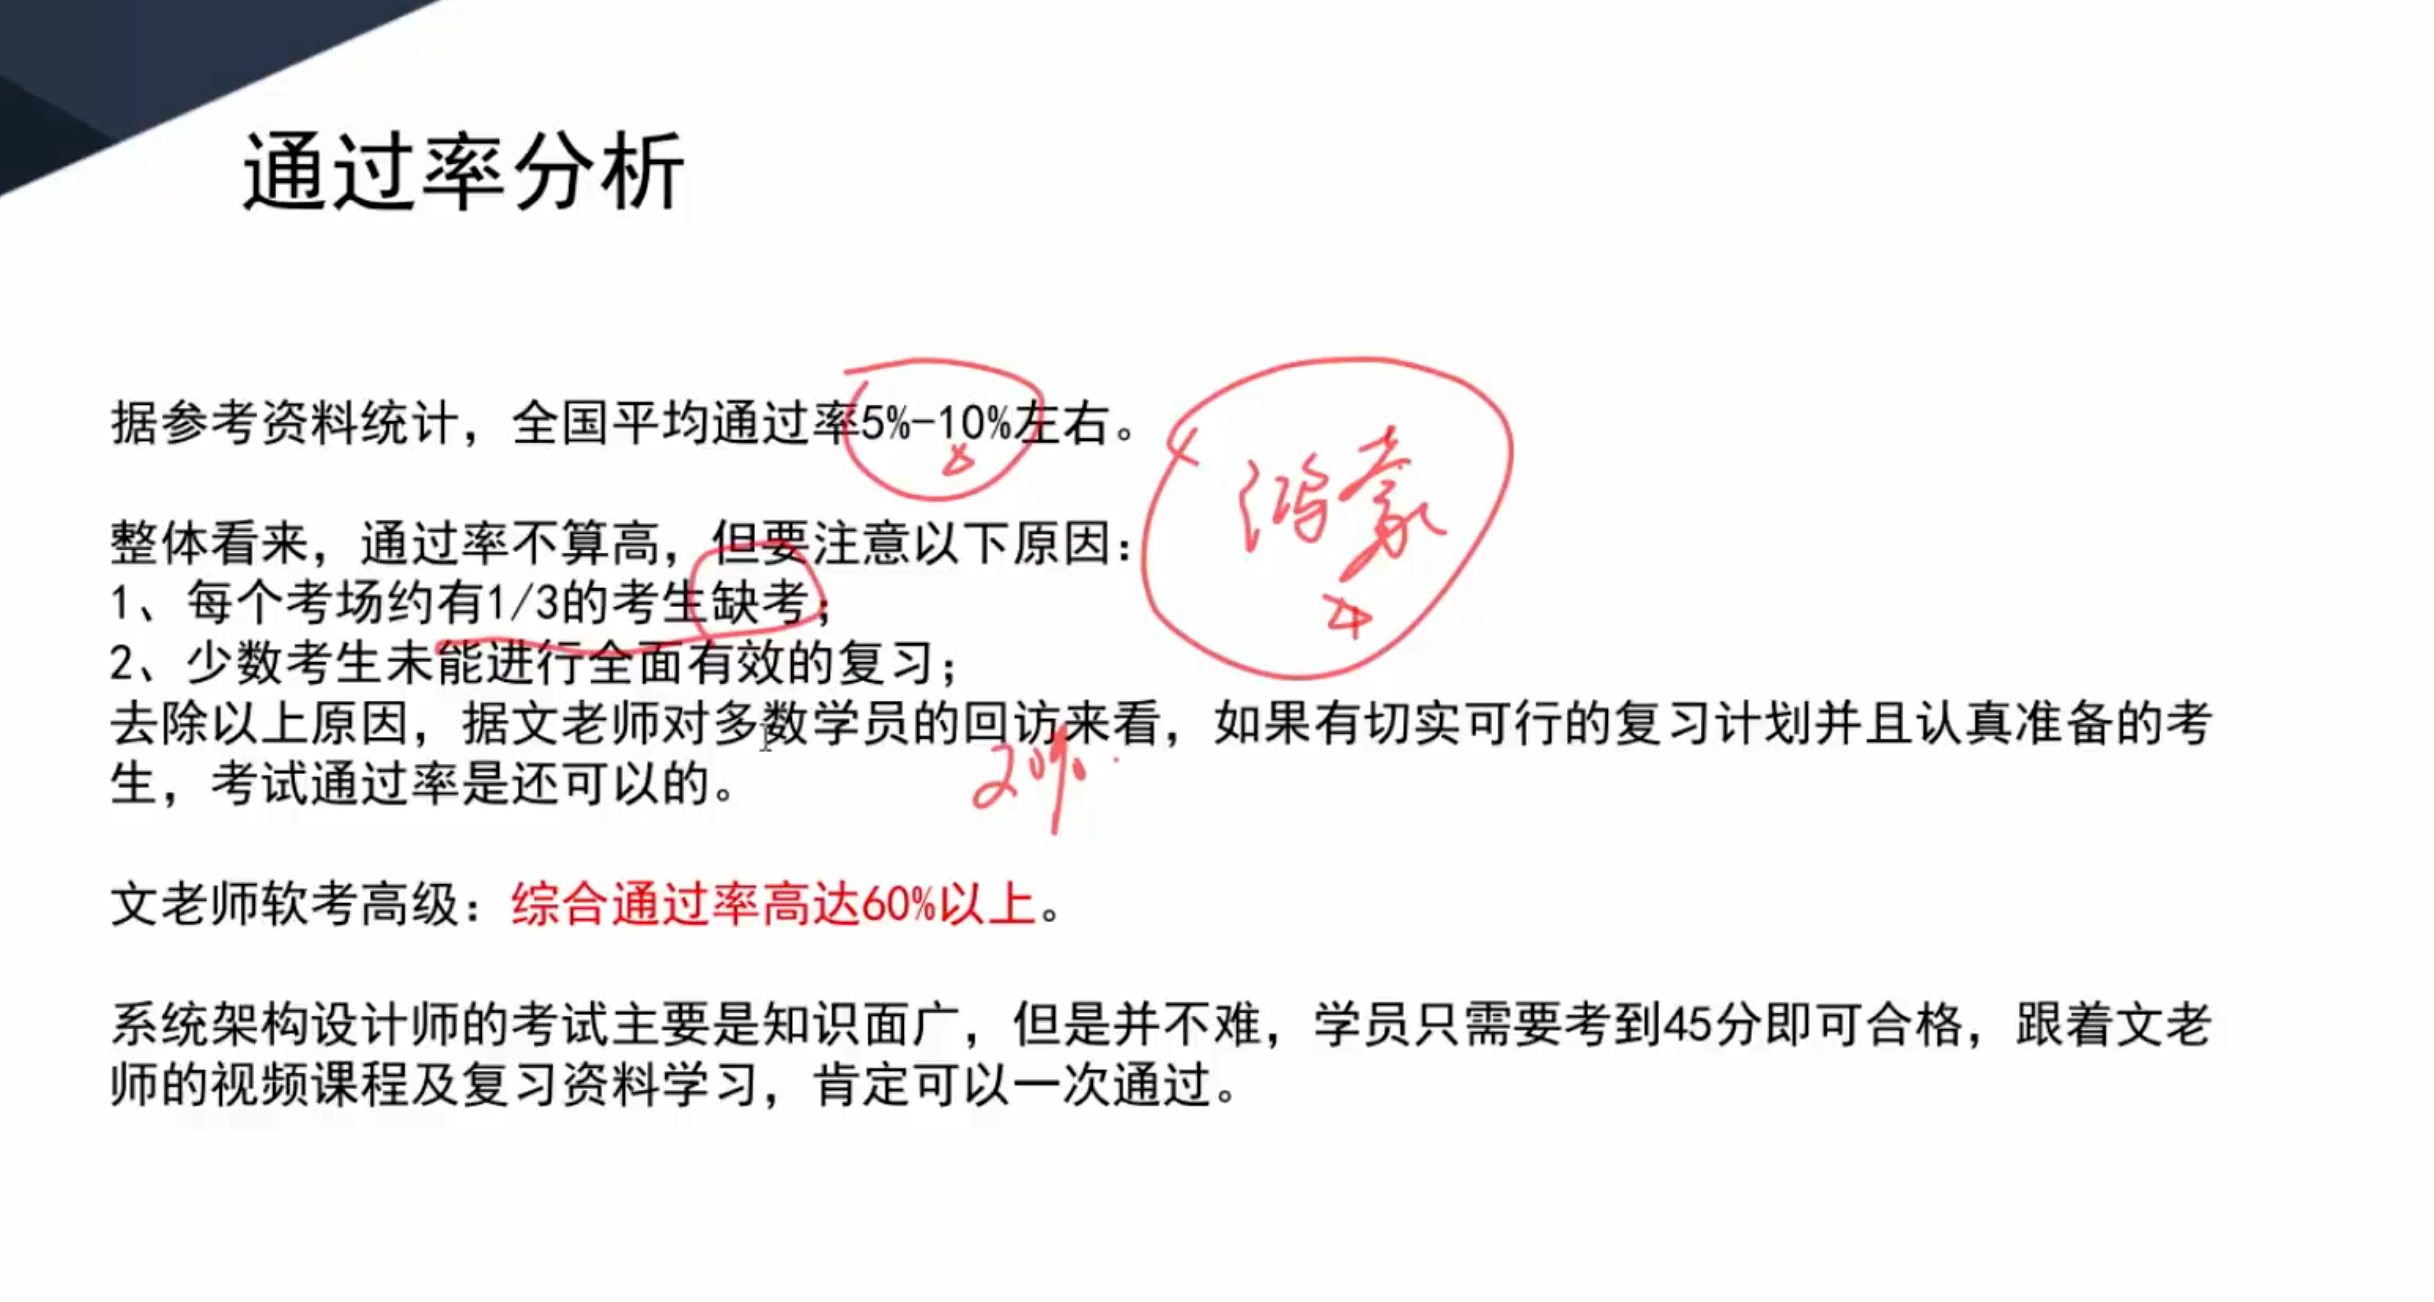 通过率分析
据参考资料统计，全国平均通过率5%-10%左右。
鸿蒙
整体看来，通过率不算高，但要注意以下原因：
1、每个考场约有1/3的考生缺考；
2、少数考生未能进行全面有效的复习；
去除以上原因，据文老师对多数学员的回访来看，如果有切实可行的复习计划并且认真准备的考
生，考试通过率是还可以的。
20%
文老师软考高级：综合通过率高达60%以上。
系统架构设计师的考试主要是知识面广，但是并不难，学员只需要考到45分即可合格，跟着文老
师的视频课程及复习资料学习，肯定可以一次通过。